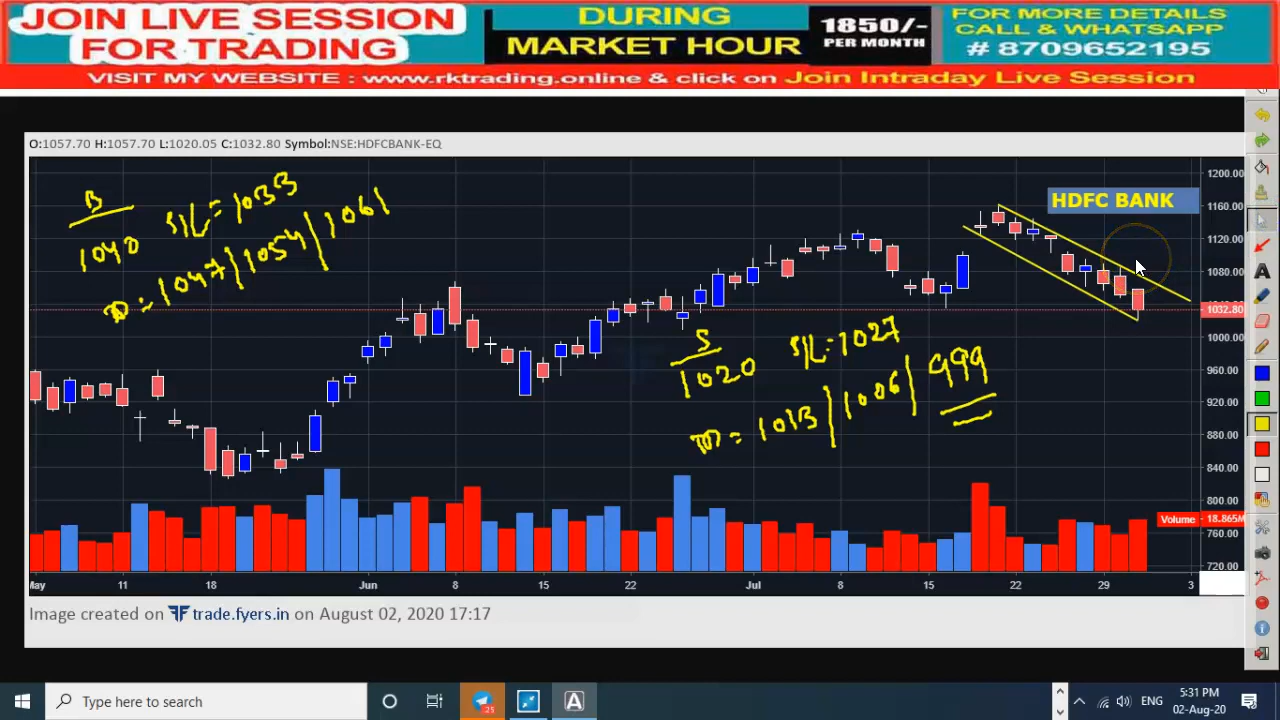 JOIN LIVE SESSION
FOR TRADING
DURING
MARKET HOUR
1850/-
PER MONTH
FOR MORE DETAILS
CALL & WHATSAPP
# 8709652195
VISIT MY WEBSITE : www.rktrading.online & click on Join Intraday Live Session
O:1057.70 H:1057.70 L:1020.05 C:1032.80 Symbol:NSE:HDFCBANK-EQ
B
1040
S/L = 1033
= 1047/1054/1061
HDFC BANK
S
1020
S/L = 1027
= 1013/1006/999
1200.00
1160.00
1120.00
1080.00
1032.80
1000.00
960.00
920.00
880.00
840.00
800.00
Volume 18.865M
760.00
720.00
May 11 18 Jun 8 15 22 Jul 8 15 22 29 3
Image created on trade.fyers.in on August 02, 2020 17:17
Type here to search
25
A
ENG
5:31 PM
02-Aug-20